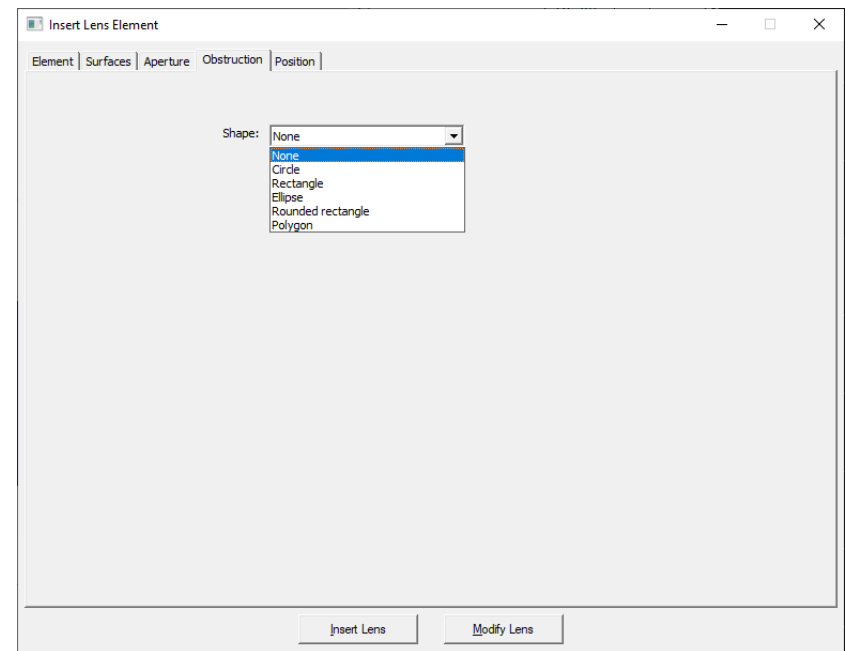 Insert Lens Element
Element Surfaces Aperture Obstruction Position
Shape: None
None
Circle
Rectangle
Ellipse
Rounded rectangle
Polygon
Insert Lens Modify Lens